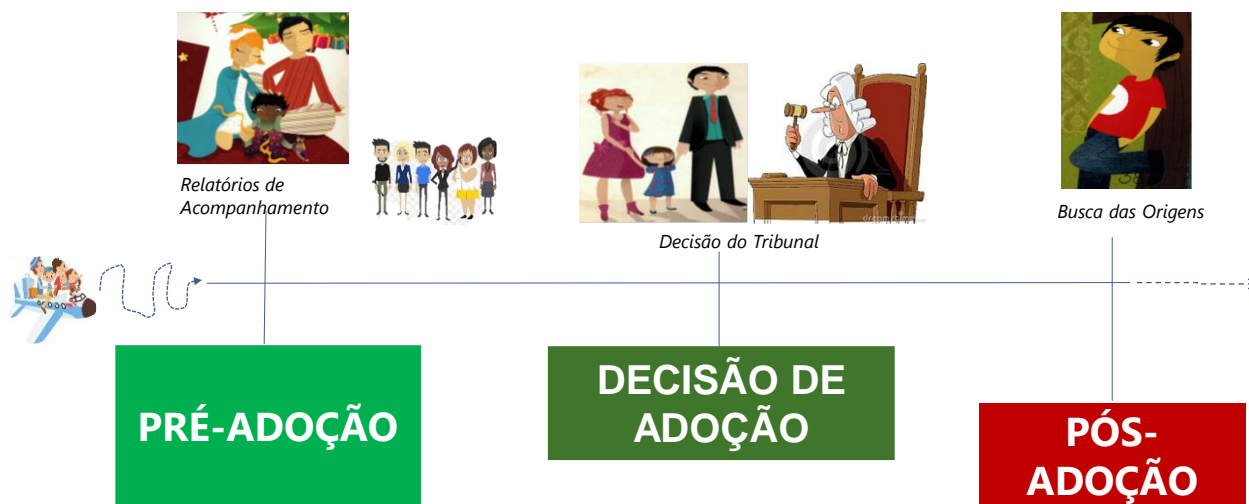 Relatórios de
Acompanhamento
Decisão do Tribunal
Busca das Origens
PRÉ-ADOÇÃO
DECISÃO DE
ADOÇÃO
PÓS-
ADOÇÃO